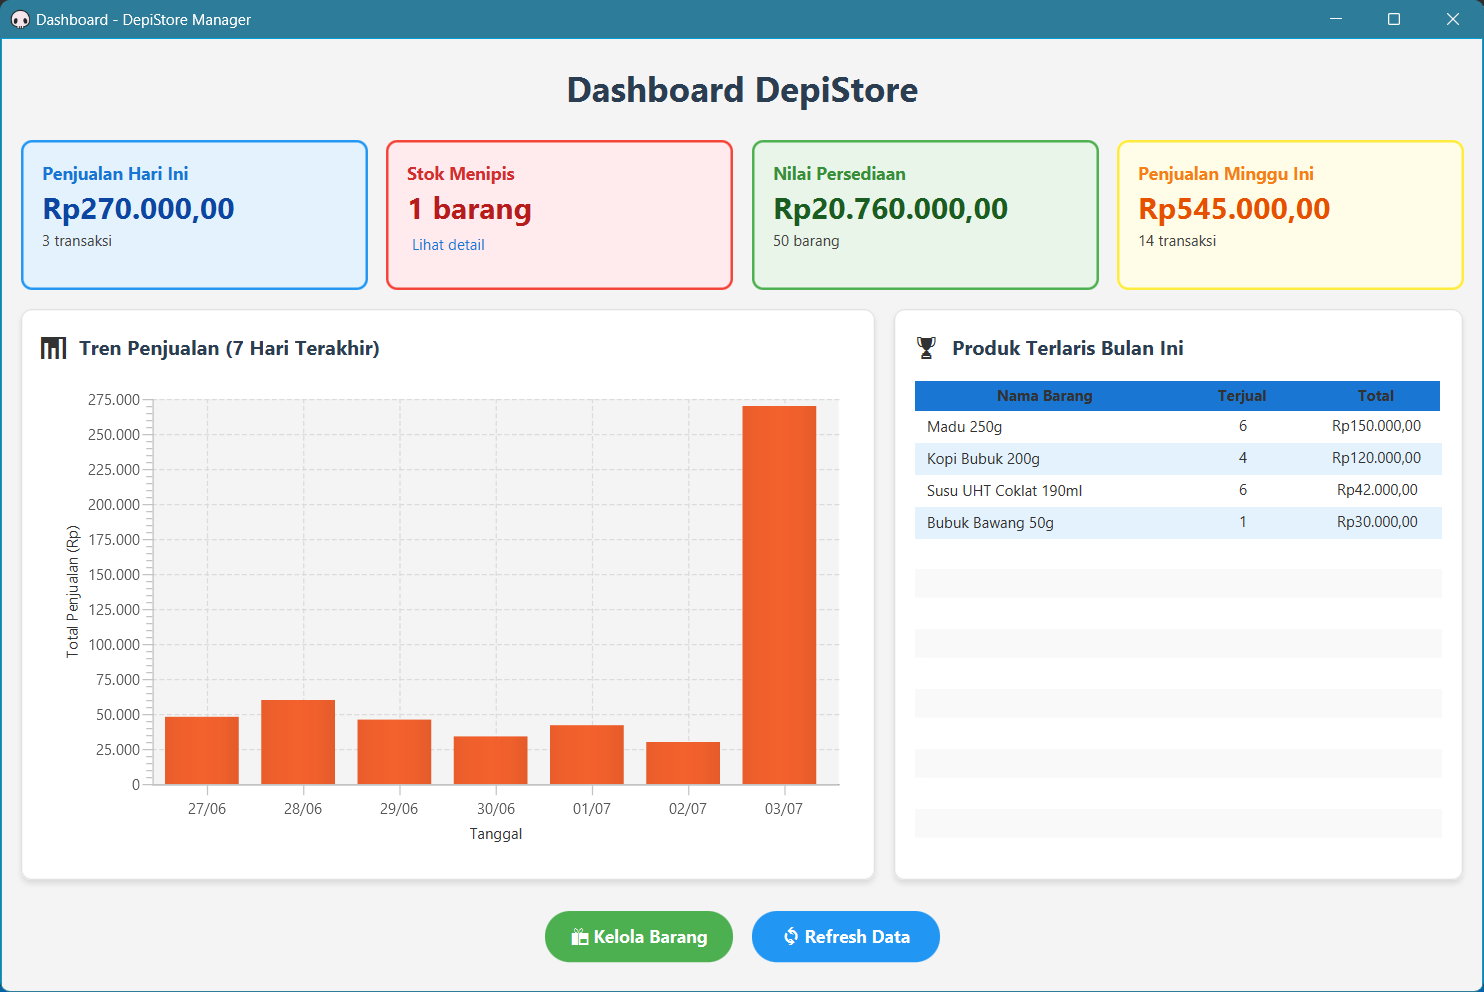 Dashboard - DepiStore Manager
Dashboard DepiStore
Penjualan Hari Ini
Rp270.000,00
3 transaksi
Stok Menipis
1 barang
Lihat detail
Nilai Persediaan
Rp20.760.000,00
50 barang
Penjualan Minggu Ini
Rp545.000,00
14 transaksi
Tren Penjualan (7 Hari Terakhir)
Total Penjualan (Rp)
275.000
250.000
225.000
200.000
175.000
150.000
125.000
100.000
75.000
50.000
25.000
0
27/06 28/06 29/06 30/06 01/07 02/07 03/07
Tanggal
Produk Terlaris Bulan Ini
Nama Barang Terjual Total
Madu 250g 6 Rp150.000,00
Kopi Bubuk 200g 4 Rp120.000,00
Susu UHT Coklat 190ml 6 Rp42.000,00
Bubuk Bawang 50g 1 Rp30.000,00
Kelola Barang
Refresh Data